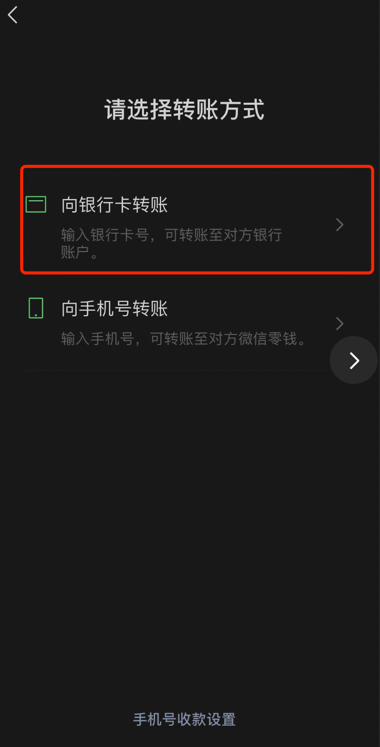 请选择转账方式
向银行卡转账
输入银行卡号，可转账至对方银行
账户。
向手机号转账
输入手机号，可转账至对方微信零钱。
手机号收款设置